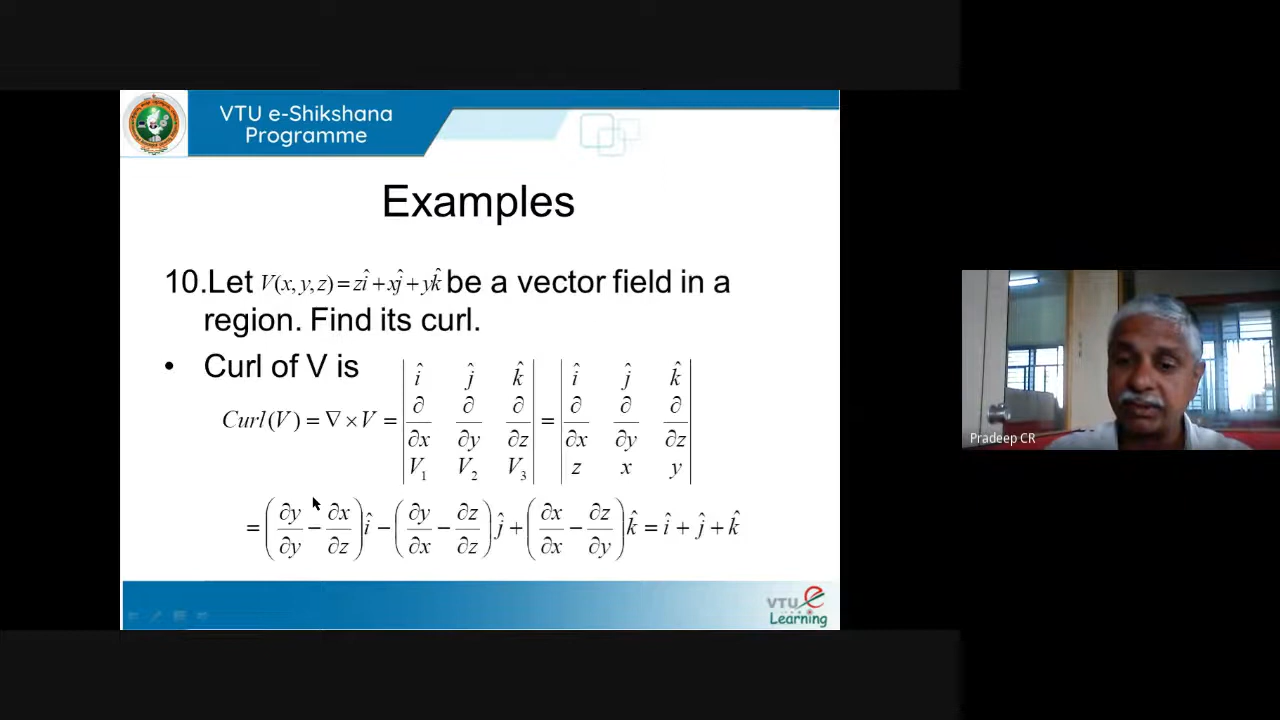 VTU e-Shikshana
Programme
Examples
10.Let V(x, y, z) = zî + xĵ + yk̂ be a vector field in a
region. Find its curl.
• Curl of V is
Curl(V) = ∇ × V = | î ĵ k̂ ; ∂/∂x ∂/∂y ∂/∂z ; V₁ V₂ V₃ | = | î ĵ k̂ ; ∂/∂x ∂/∂y ∂/∂z ; z x y |
= (∂y/∂y − ∂x/∂z) î − (∂y/∂x − ∂z/∂z) ĵ + (∂x/∂x − ∂z/∂y) k̂ = î + ĵ + k̂
VTU e
Learning
Pradeep CR